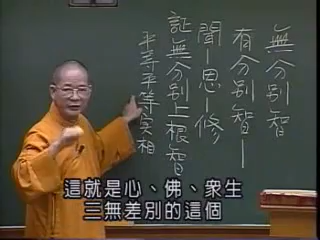 無分別智
有分別智—
聞—思—修
証無分別上根智
平等平等实相
這就是心、佛、衆生
三無差別的這個